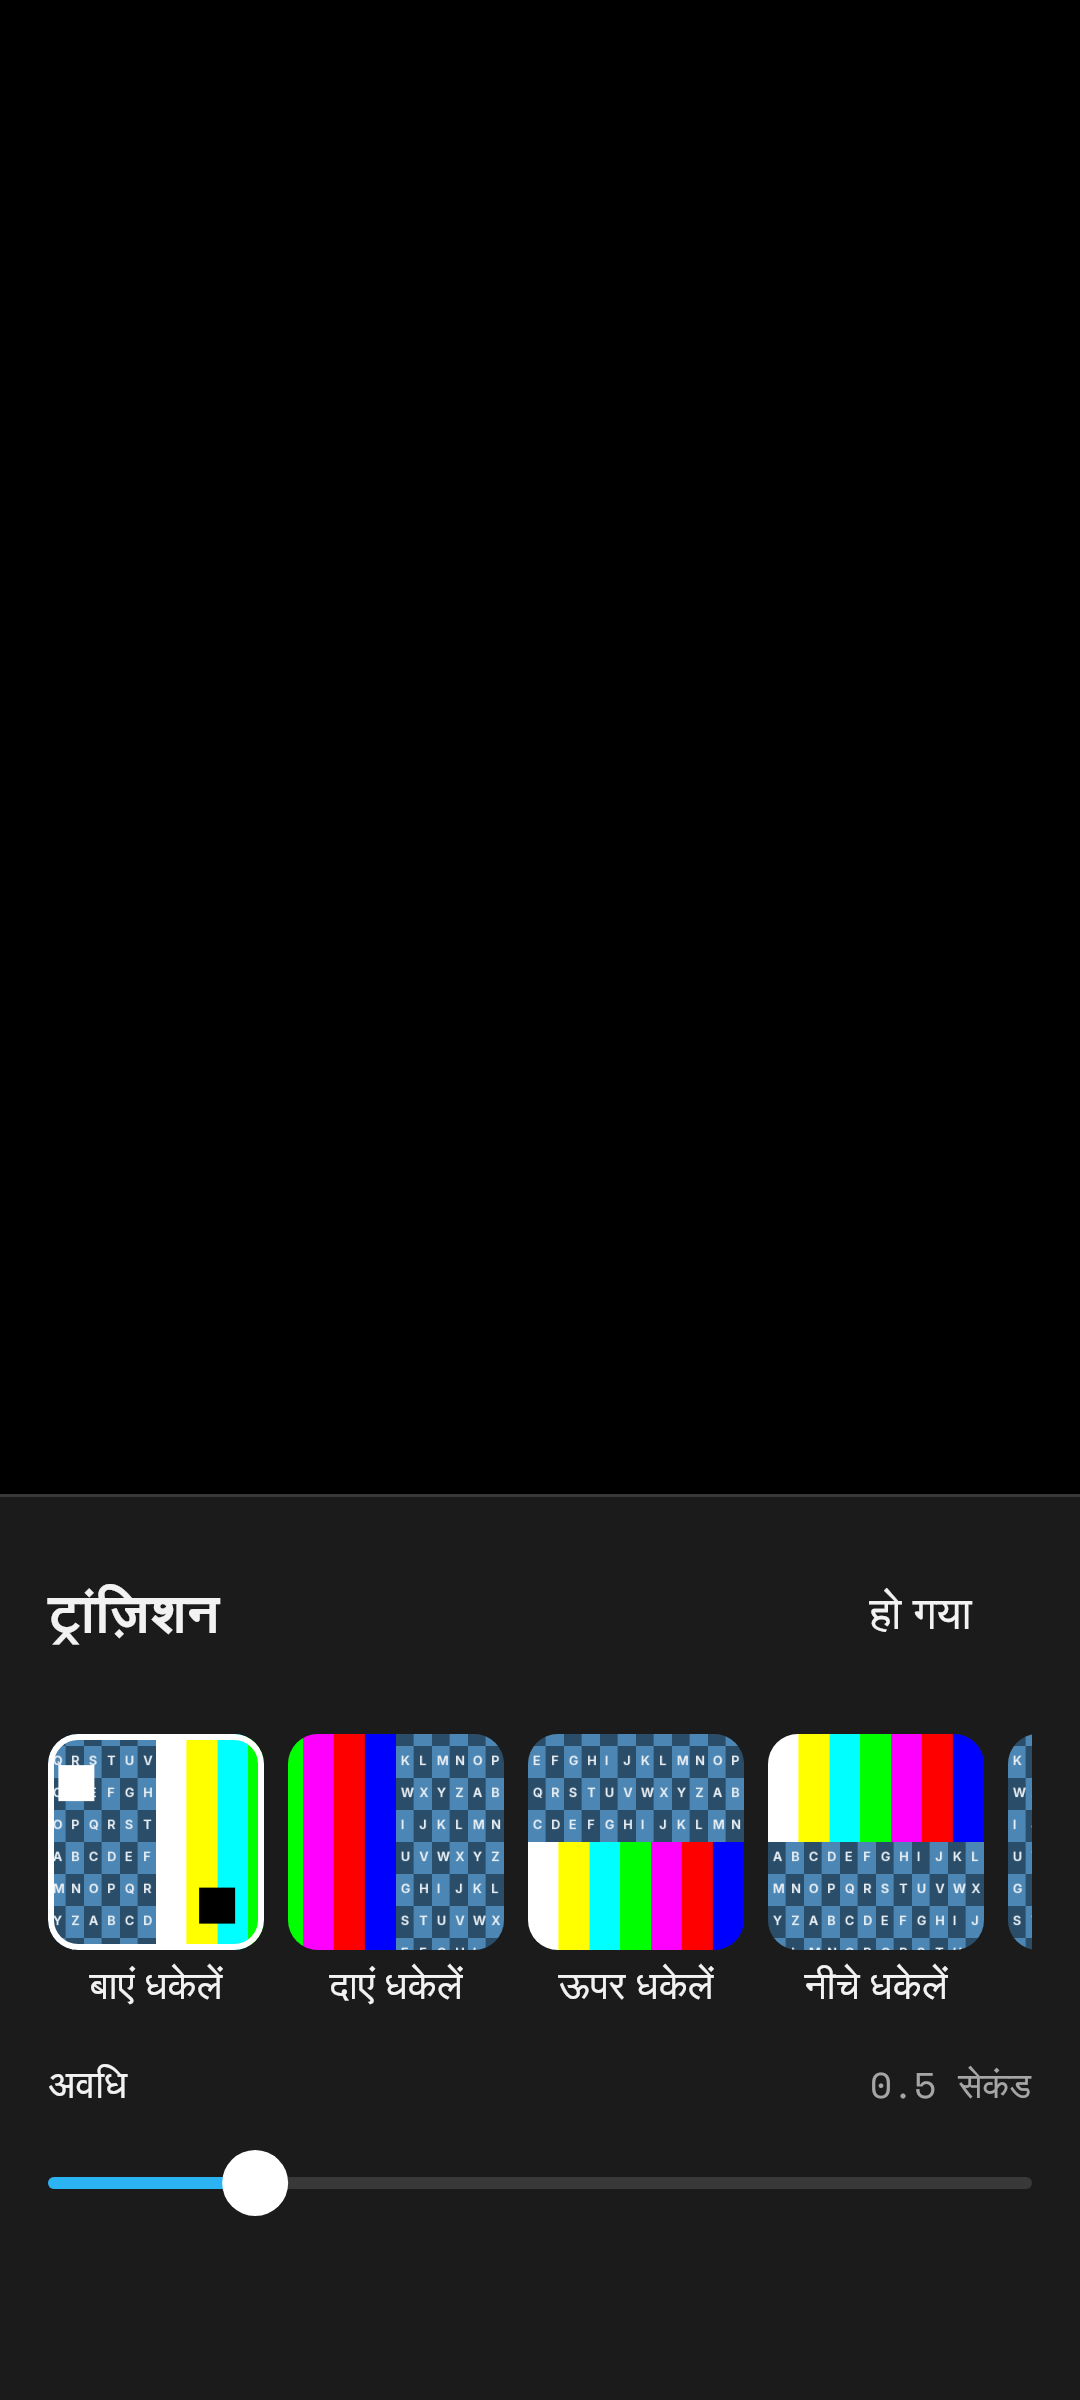 ट्रांज़िशन
हो गया
Q R S T U V
F G H
O P Q R S T
A B C D E F
M N O P Q R
Y Z A B C D
K L M N O P
W X Y Z A B
I J K L M N
U V W X Y Z
G H I J K L
S T U V W X
E F G H I J K L M N O P
Q R S T U V W X Y Z A B
C D E F G H I J K L M N
A B C D E F G H I J K L
M N O P Q R S T U V W X
Y Z A B C D E F G H I J
K
W
I
U
G
S
बाएं धकेलें
दाएं धकेलें
ऊपर धकेलें
नीचे धकेलें
अवधि
0.5 सेकंड